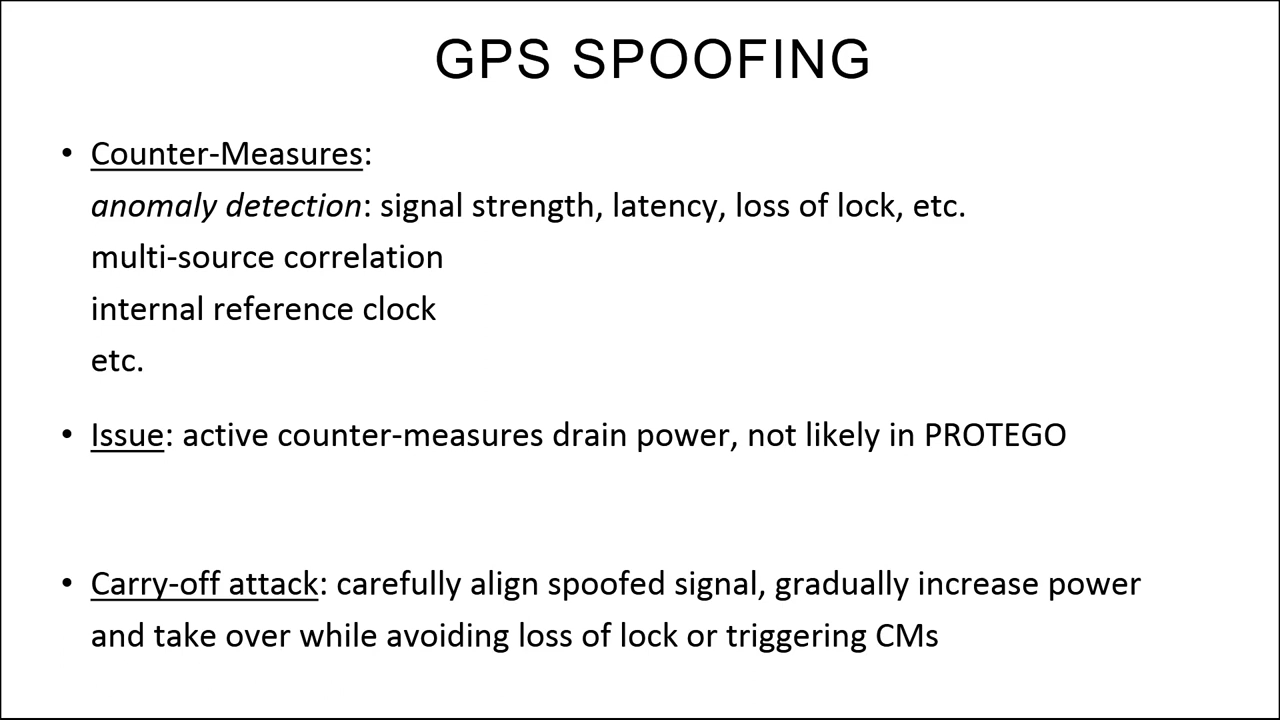 GPS SPOOFING
• Counter-Measures:
anomaly detection: signal strength, latency, loss of lock, etc.
multi-source correlation
internal reference clock
etc.
• Issue: active counter-measures drain power, not likely in PROTEGO
• Carry-off attack: carefully align spoofed signal, gradually increase power
and take over while avoiding loss of lock or triggering CMs